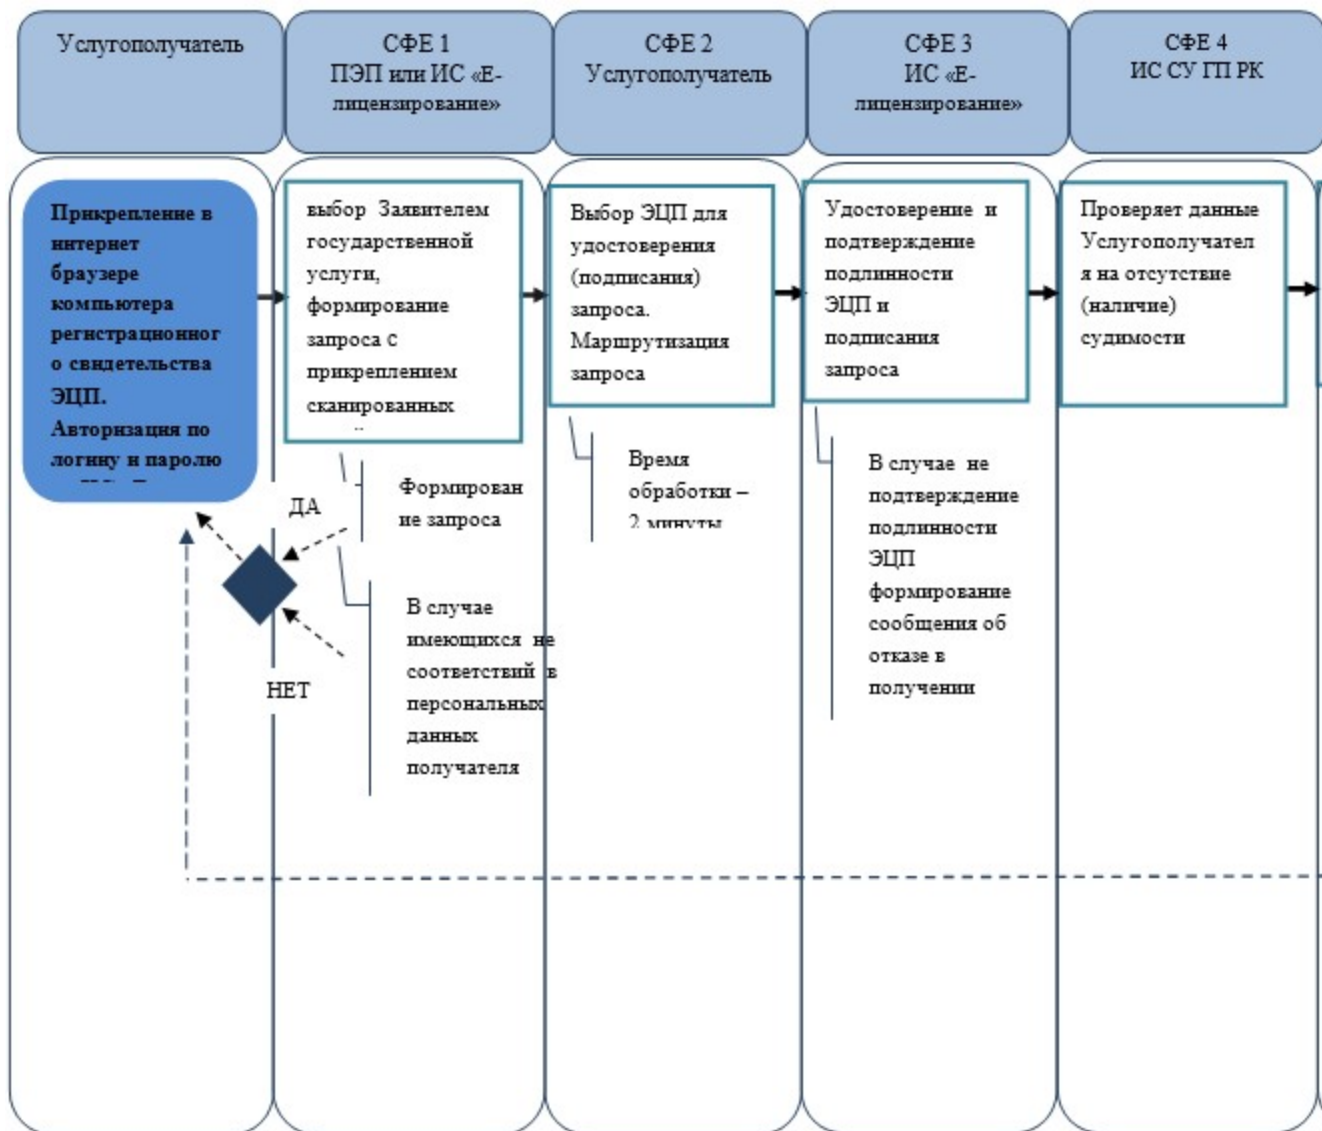 Услугополучатель
СФЕ 1
ПЭП или ИС «Е-
лицензирование»
СФЕ 2
Услугополучатель
СФЕ 3
ИС «Е-
лицензирование»
СФЕ 4
ИС СУ ГП РК
Прикрепление в
интернет
браузере
компьютера
регистрационног
о свидетельства
ЭЦП.
Авторизация по
логину и паролю
выбор Заявителем
государственной
услуги,
формирование
запроса с
прикреплением
сканированных
Выбор ЭЦП для
удостоверения
(подписания)
запроса.
Маршрутизация
запроса
Удостоверение и
подтверждение
подлинности
ЭЦП и
подписания
запроса
Проверяет данные
Услугополучател
я на отсутствие
(наличие)
судимости
ДА
Формирован
ие запроса
Время
обработки –
2 минуты
В случае не
подтверждение
подлинности
ЭЦП
формирование
сообщения об
отказе в
получении
В случае
имеющихся не
соответствий в
персональных
данных
получателя
НЕТ